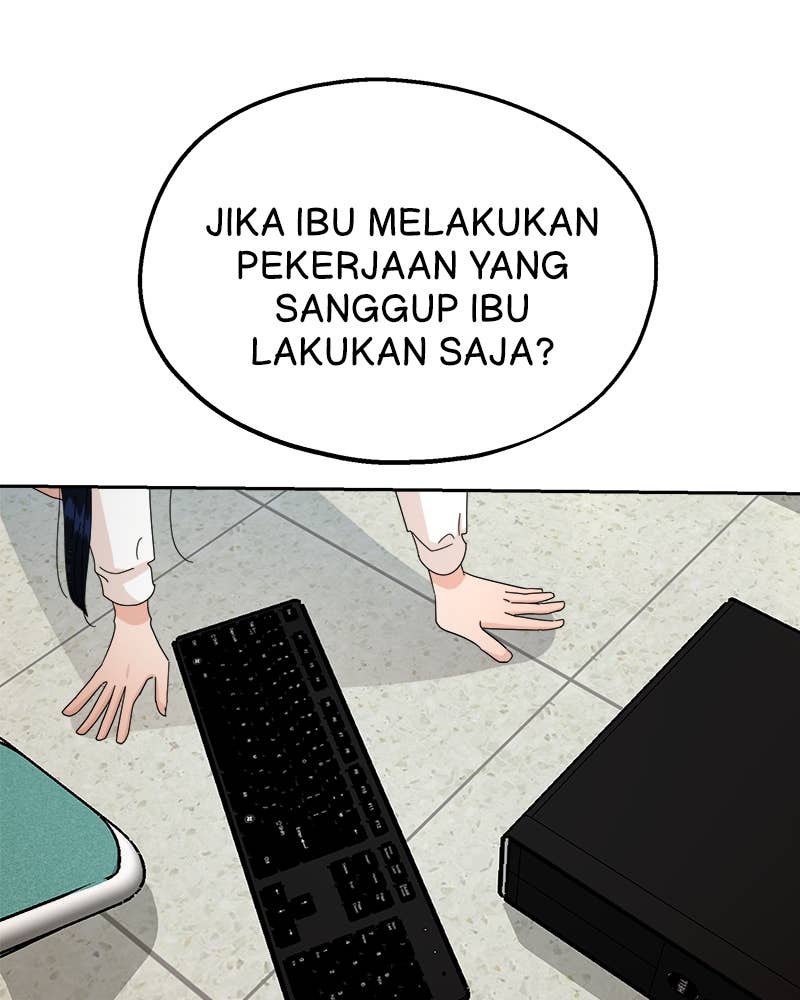 JIKA IBU MELAKUKAN
PEKERJAAN YANG
SANGGUP IBU
LAKUKAN SAJA?